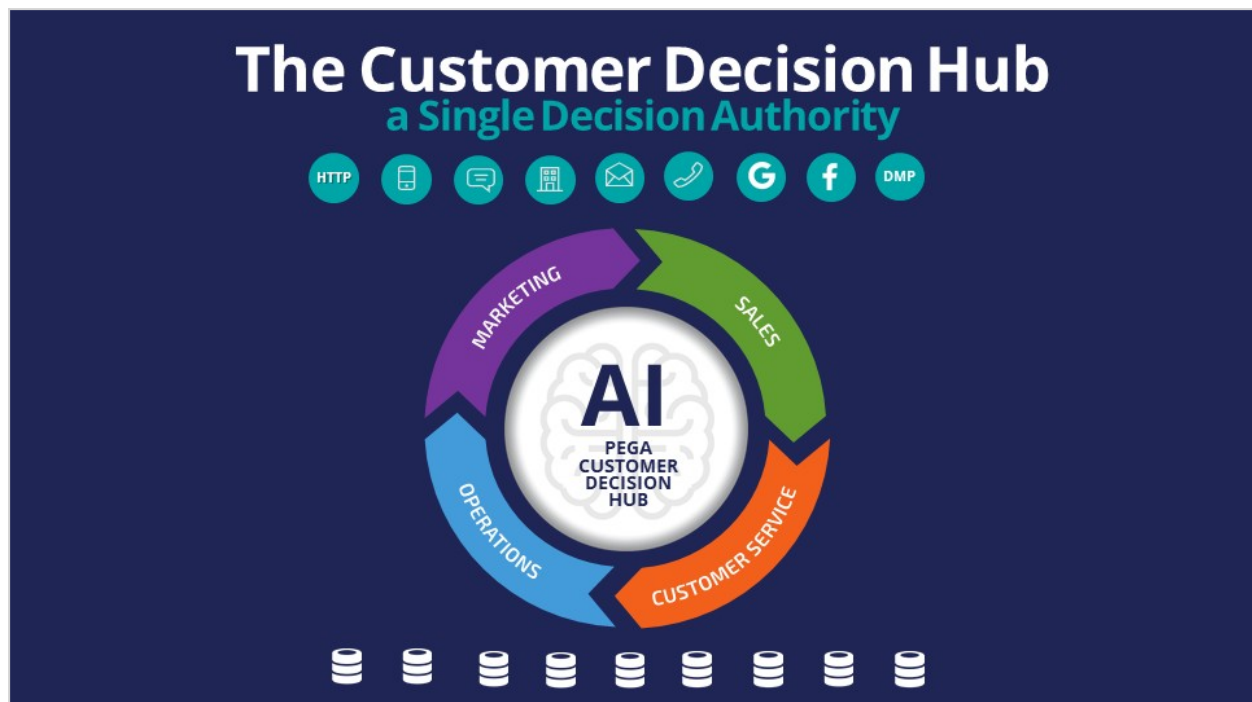 The Customer Decision Hub
a Single Decision Authority
HTTP
G
f
DMP
MARKETING
SALES
AI
PEGA
CUSTOMER
DECISION
HUB
OPERATIONS
CUSTOMER SERVICE